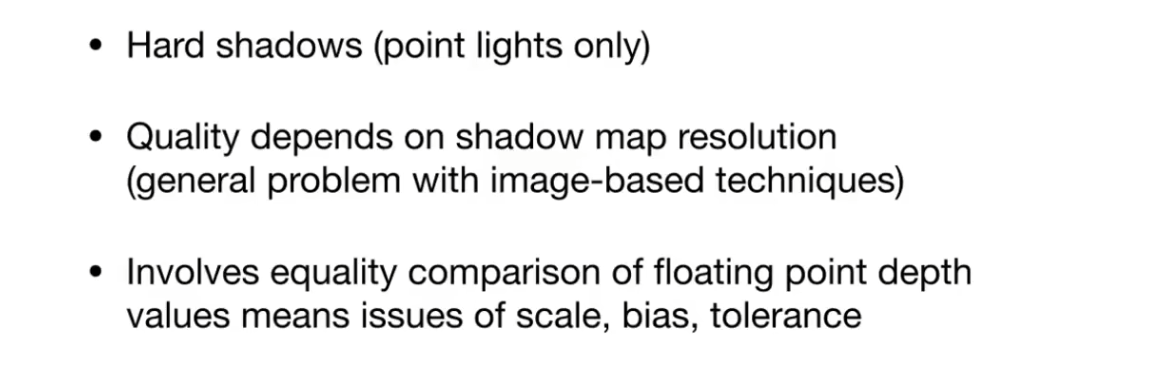 • Hard shadows (point lights only)
• Quality depends on shadow map resolution
(general problem with image-based techniques)
• Involves equality comparison of floating point depth
values means issues of scale, bias, tolerance